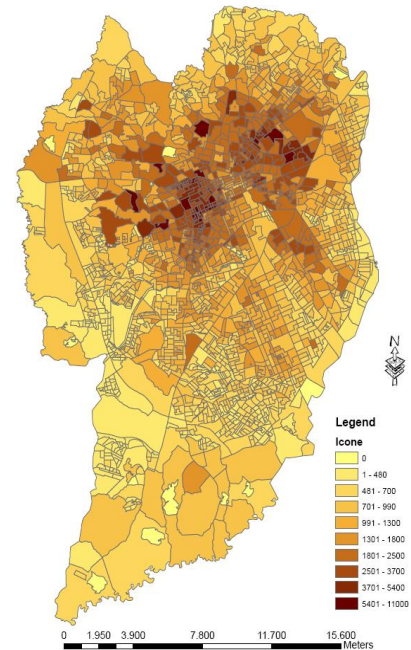 N
Legend
Icone
0
1 - 480
481 - 700
701 - 990
991 - 1300
1301 - 1800
1801 - 2500
2501 - 3700
3701 - 5400
5401 - 11000
0 1.950 3.900 7.800 11.700 15.600
Meters